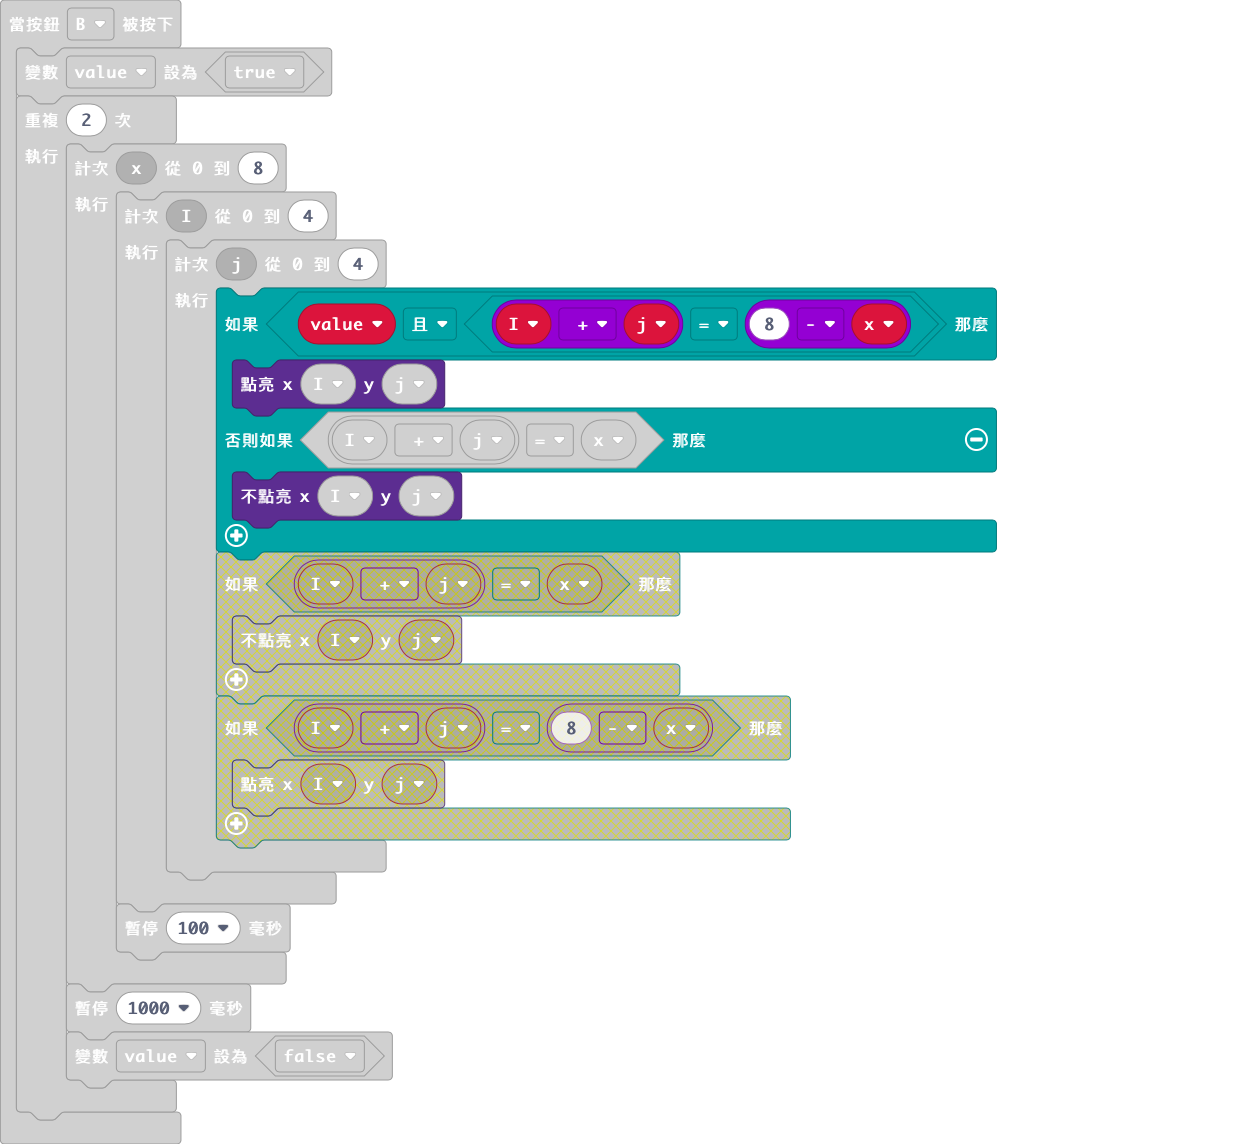 當按鈕 B 被按下
變數 value 設為 true
重複 2 次
執行 計次 x 從 0 到 8
執行 計次 I 從 0 到 4
執行 計次 j 從 0 到 4
執行 如果 value 且 I + j = 8 - x 那麼
點亮 x I y j
否則如果 I + j = x 那麼
不點亮 x I y j
如果 I + j = x 那麼
不點亮 x I y j
如果 I + j = 8 - x 那麼
點亮 x I y j
暫停 100 毫秒
暫停 1000 毫秒
變數 value 設為 false